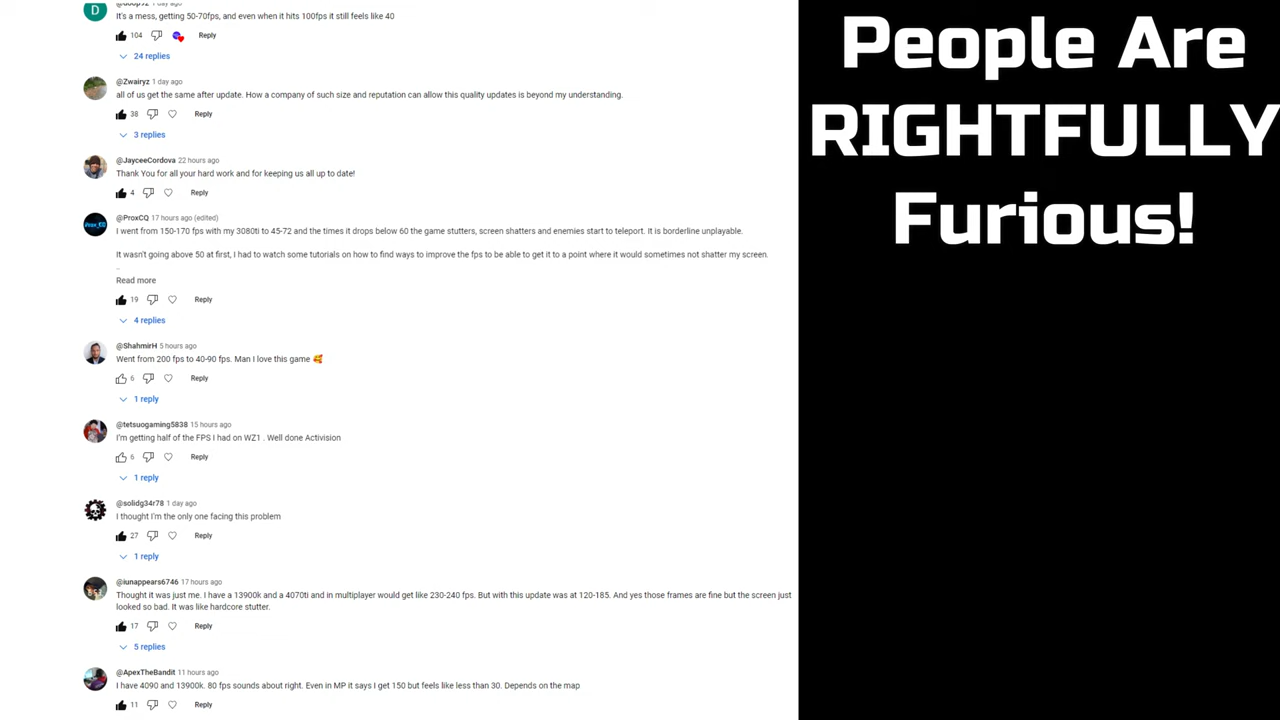 D
1 day ago
It's a mess, getting 50-70fps, and even when it hits 100fps it still feels like 40
104 Reply
24 replies
@Zwairyz 1 day ago
all of us get the same after update. How a company of such size and reputation can allow this quality updates is beyond my understanding.
38 Reply
3 replies
@JayceeCordova 22 hours ago
Thank You for all your hard work and for keeping us all up to date!
4 Reply
@ProxCQ 17 hours ago (edited)
I went from 150-170 fps with my 3080ti to 45-72 and the times it drops below 60 the game stutters, screen shatters and enemies start to teleport. It is borderline unplayable.
It wasn't going above 50 at first, I had to watch some tutorials on how to find ways to improve the fps to be able to get it to a point where it would sometimes not shatter my screen.
..
Read more
19 Reply
4 replies
@ShahmirH 5 hours ago
Went from 200 fps to 40-90 fps. Man I love this game 🥰
6 Reply
1 reply
@tetsuogaming5838 15 hours ago
I'm getting half of the FPS I had on WZ1 . Well done Activision
6 Reply
1 reply
@solidg34r78 1 day ago
I thought I'm the only one facing this problem
27 Reply
1 reply
@iunappears6746 17 hours ago
Thought it was just me. I have a 13900k and a 4070ti and in multiplayer would get like 230-240 fps. But with this update was at 120-185. And yes those frames are fine but the screen just
looked so bad. It was like hardcore stutter.
17 Reply
5 replies
@ApexTheBandit 11 hours ago
I have 4090 and 13900k. 80 fps sounds about right. Even in MP it says I get 150 but feels like less than 30. Depends on the map
11 Reply
People Are
RIGHTFULLY
Furious!